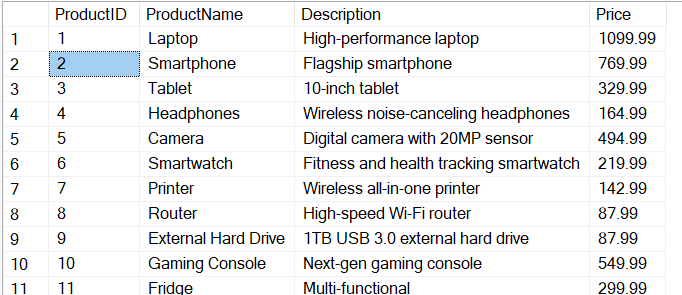 ProductID ProductName Description Price
1 1 Laptop High-performance laptop 1099.99
2 2 Smartphone Flagship smartphone 769.99
3 3 Tablet 10-inch tablet 329.99
4 4 Headphones Wireless noise-canceling headphones 164.99
5 5 Camera Digital camera with 20MP sensor 494.99
6 6 Smartwatch Fitness and health tracking smartwatch 219.99
7 7 Printer Wireless all-in-one printer 142.99
8 8 Router High-speed Wi-Fi router 87.99
9 9 External Hard Drive 1TB USB 3.0 external hard drive 87.99
10 10 Gaming Console Next-gen gaming console 549.99
11 11 Fridge Multi-functional 299.99